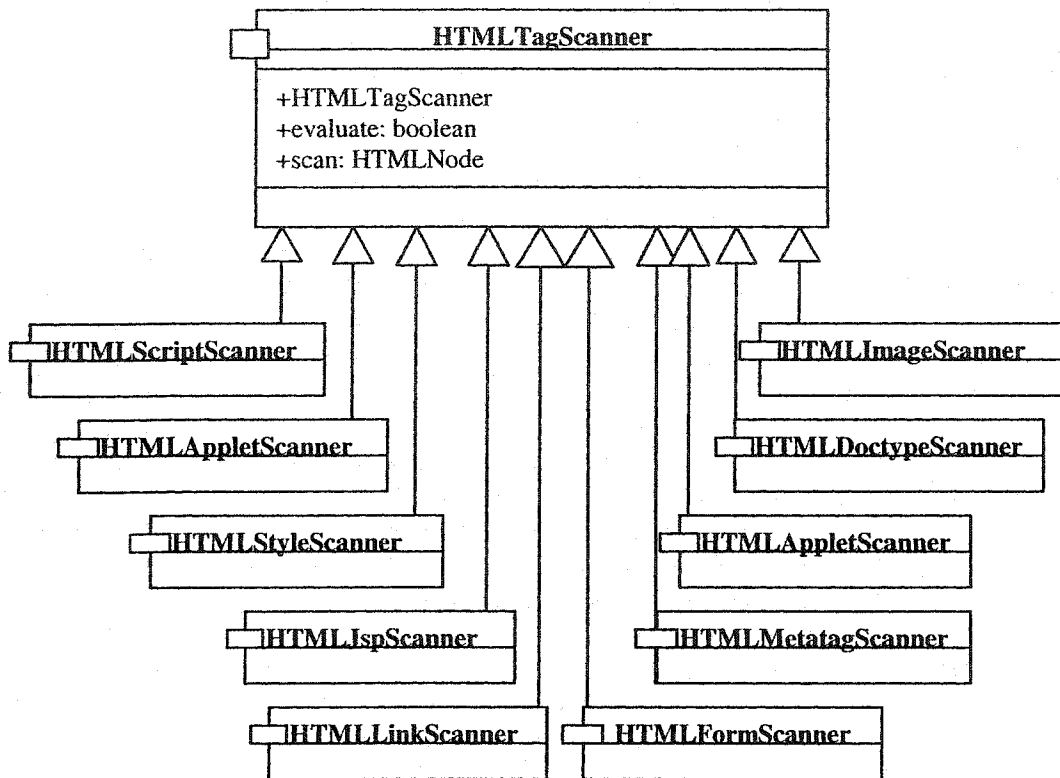 HTMLTagScanner
+HTMLTagScanner
+evaluate: boolean
+scan: HTMLNode
HTMLScriptScanner
HTMLImageScanner
HTMLAppletScanner
HTMLDoctypeScanner
HTMLStyleScanner
HTMLAppletScanner
HTMLJspScanner
HTMLMetatagScanner
HTMLLinkScanner
HTMLFormScanner